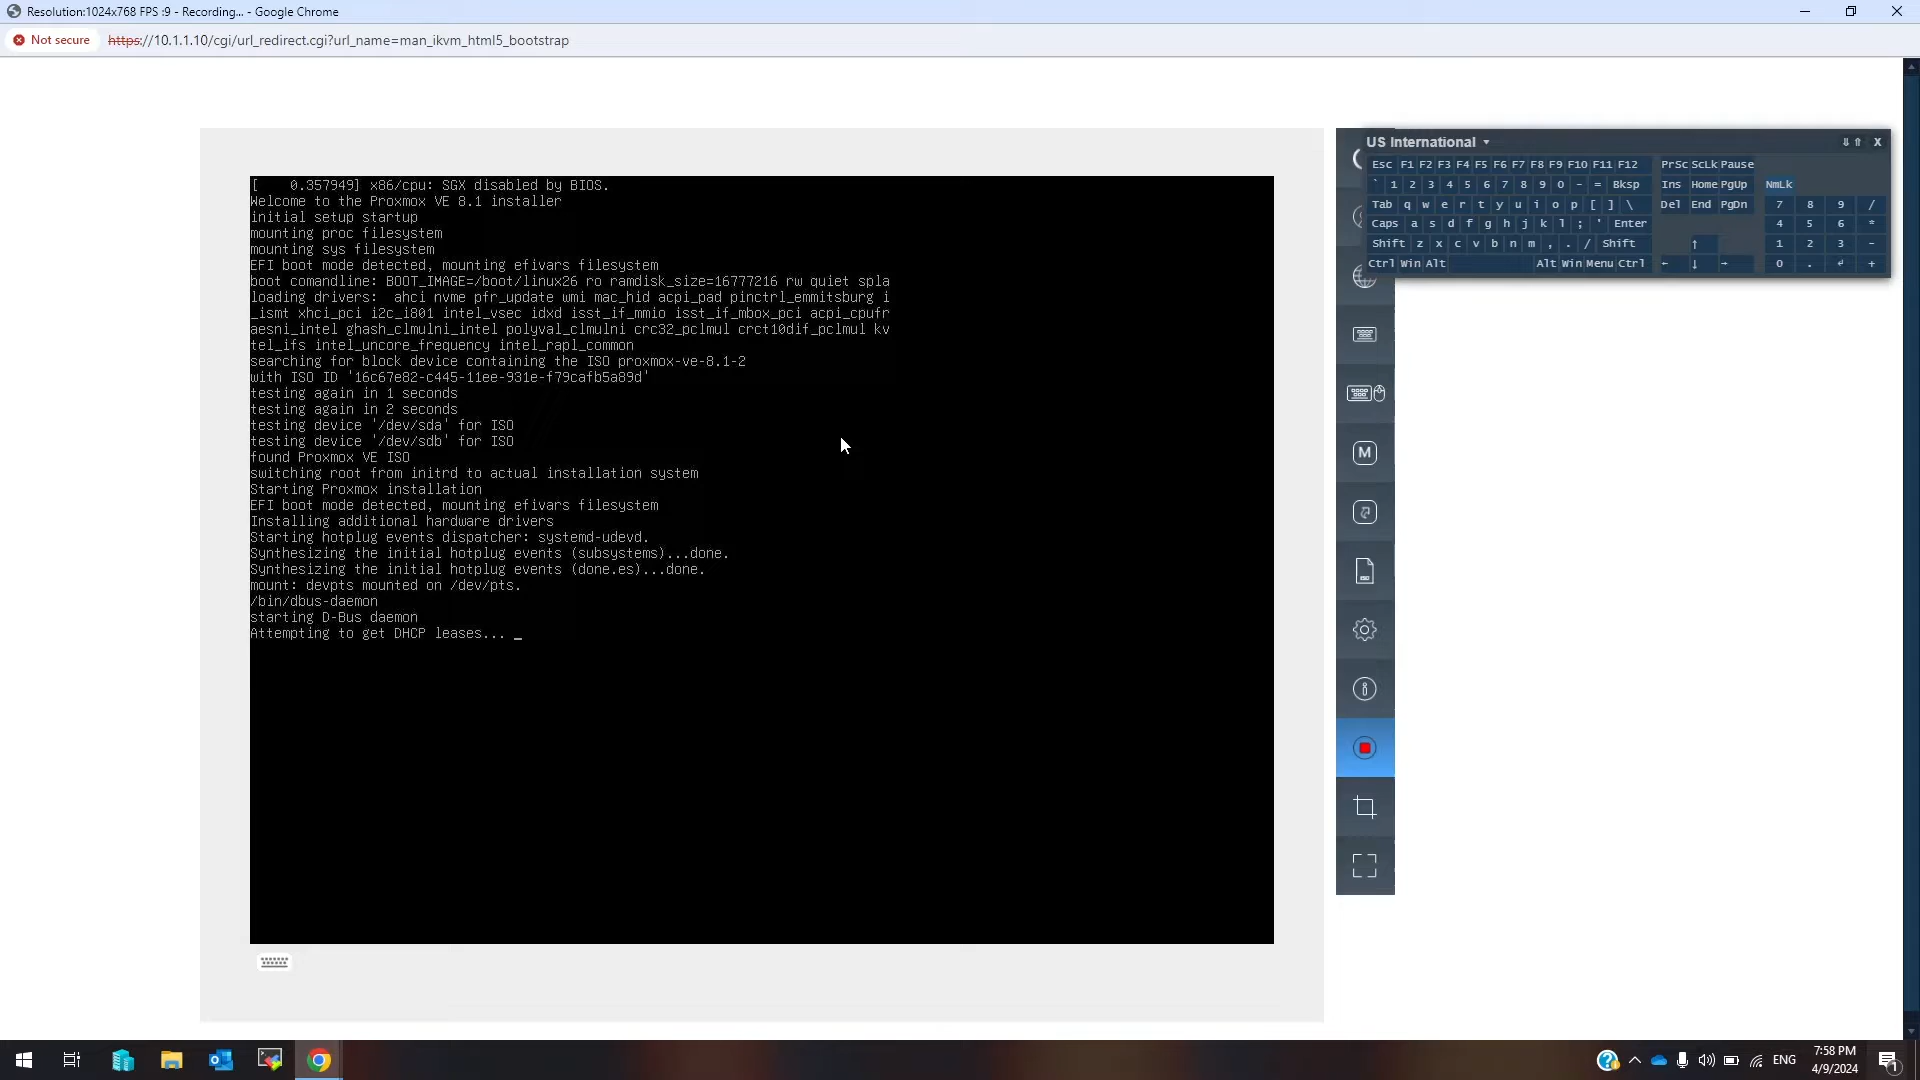 Resolution:1024x768 FPS :9 - Recording... - Google Chrome
Not secure https://10.1.1.10/cgi/url_redirect.cgi?url_name=man_ikvm_html5_bootstrap
[    0.357949] x86/cpu: SGX disabled by BIOS.
Welcome to the Proxmox VE 8.1 installer
initial setup startup
mounting proc filesystem
mounting sys filesystem
EFI boot mode detected, mounting efivars filesystem
boot comandline: BOOT_IMAGE=/boot/linux26 ro ramdisk_size=16777216 rw quiet spla
loading drivers:  ahci nvme pfr_update wmi mac_hid acpi_pad pinctrl_emmitsburg i
_ismt xhci_pci i2c_i801 intel_vsec idxd isst_if_mmio isst_if_mbox_pci acpi_cpufr
aesni_intel ghash_clmulni_intel polyval_clmulni crc32_pclmul crct10dif_pclmul kv
tel_ifs intel_uncore_frequency intel_rapl_common
searching for block device containing the ISO proxmox-ve-8.1-2
with ISO ID '16c67e82-c445-11ee-931e-f79cafb5a89d'
testing again in 1 seconds
testing again in 2 seconds
testing device '/dev/sda' for ISO
testing device '/dev/sdb' for ISO
found Proxmox VE ISO
switching root from initrd to actual installation system
Starting Proxmox installation
EFI boot mode detected, mounting efivars filesystem
Installing additional hardware drivers
Starting hotplug events dispatcher: systemd-udevd.
Synthesizing the initial hotplug events (subsystems)...done.
Synthesizing the initial hotplug events (done.es)...done.
mount: devpts mounted on /dev/pts.
/bin/dbus-daemon
starting D-Bus daemon
Attempting to get DHCP leases... _
US International X
Esc F1 F2 F3 F4 F5 F6 F7 F8 F9 F10 F11 F12 PrSc ScLk Pause
` 1 2 3 4 5 6 7 8 9 0 - = Bksp Ins Home PgUp NmLk
Tab q w e r t y u i o p [ ] \ Del End PgDn 7 8 9 /
Caps a s d f g h j k l ; ' Enter 4 5 6 *
Shift z x c v b n m , . / Shift ↑ 1 2 3 -
Ctrl Win Alt Alt Win Menu Ctrl ← ↓ → 0 . ↲ +
M
ISO
ENG
7:58 PM
4/9/2024
1